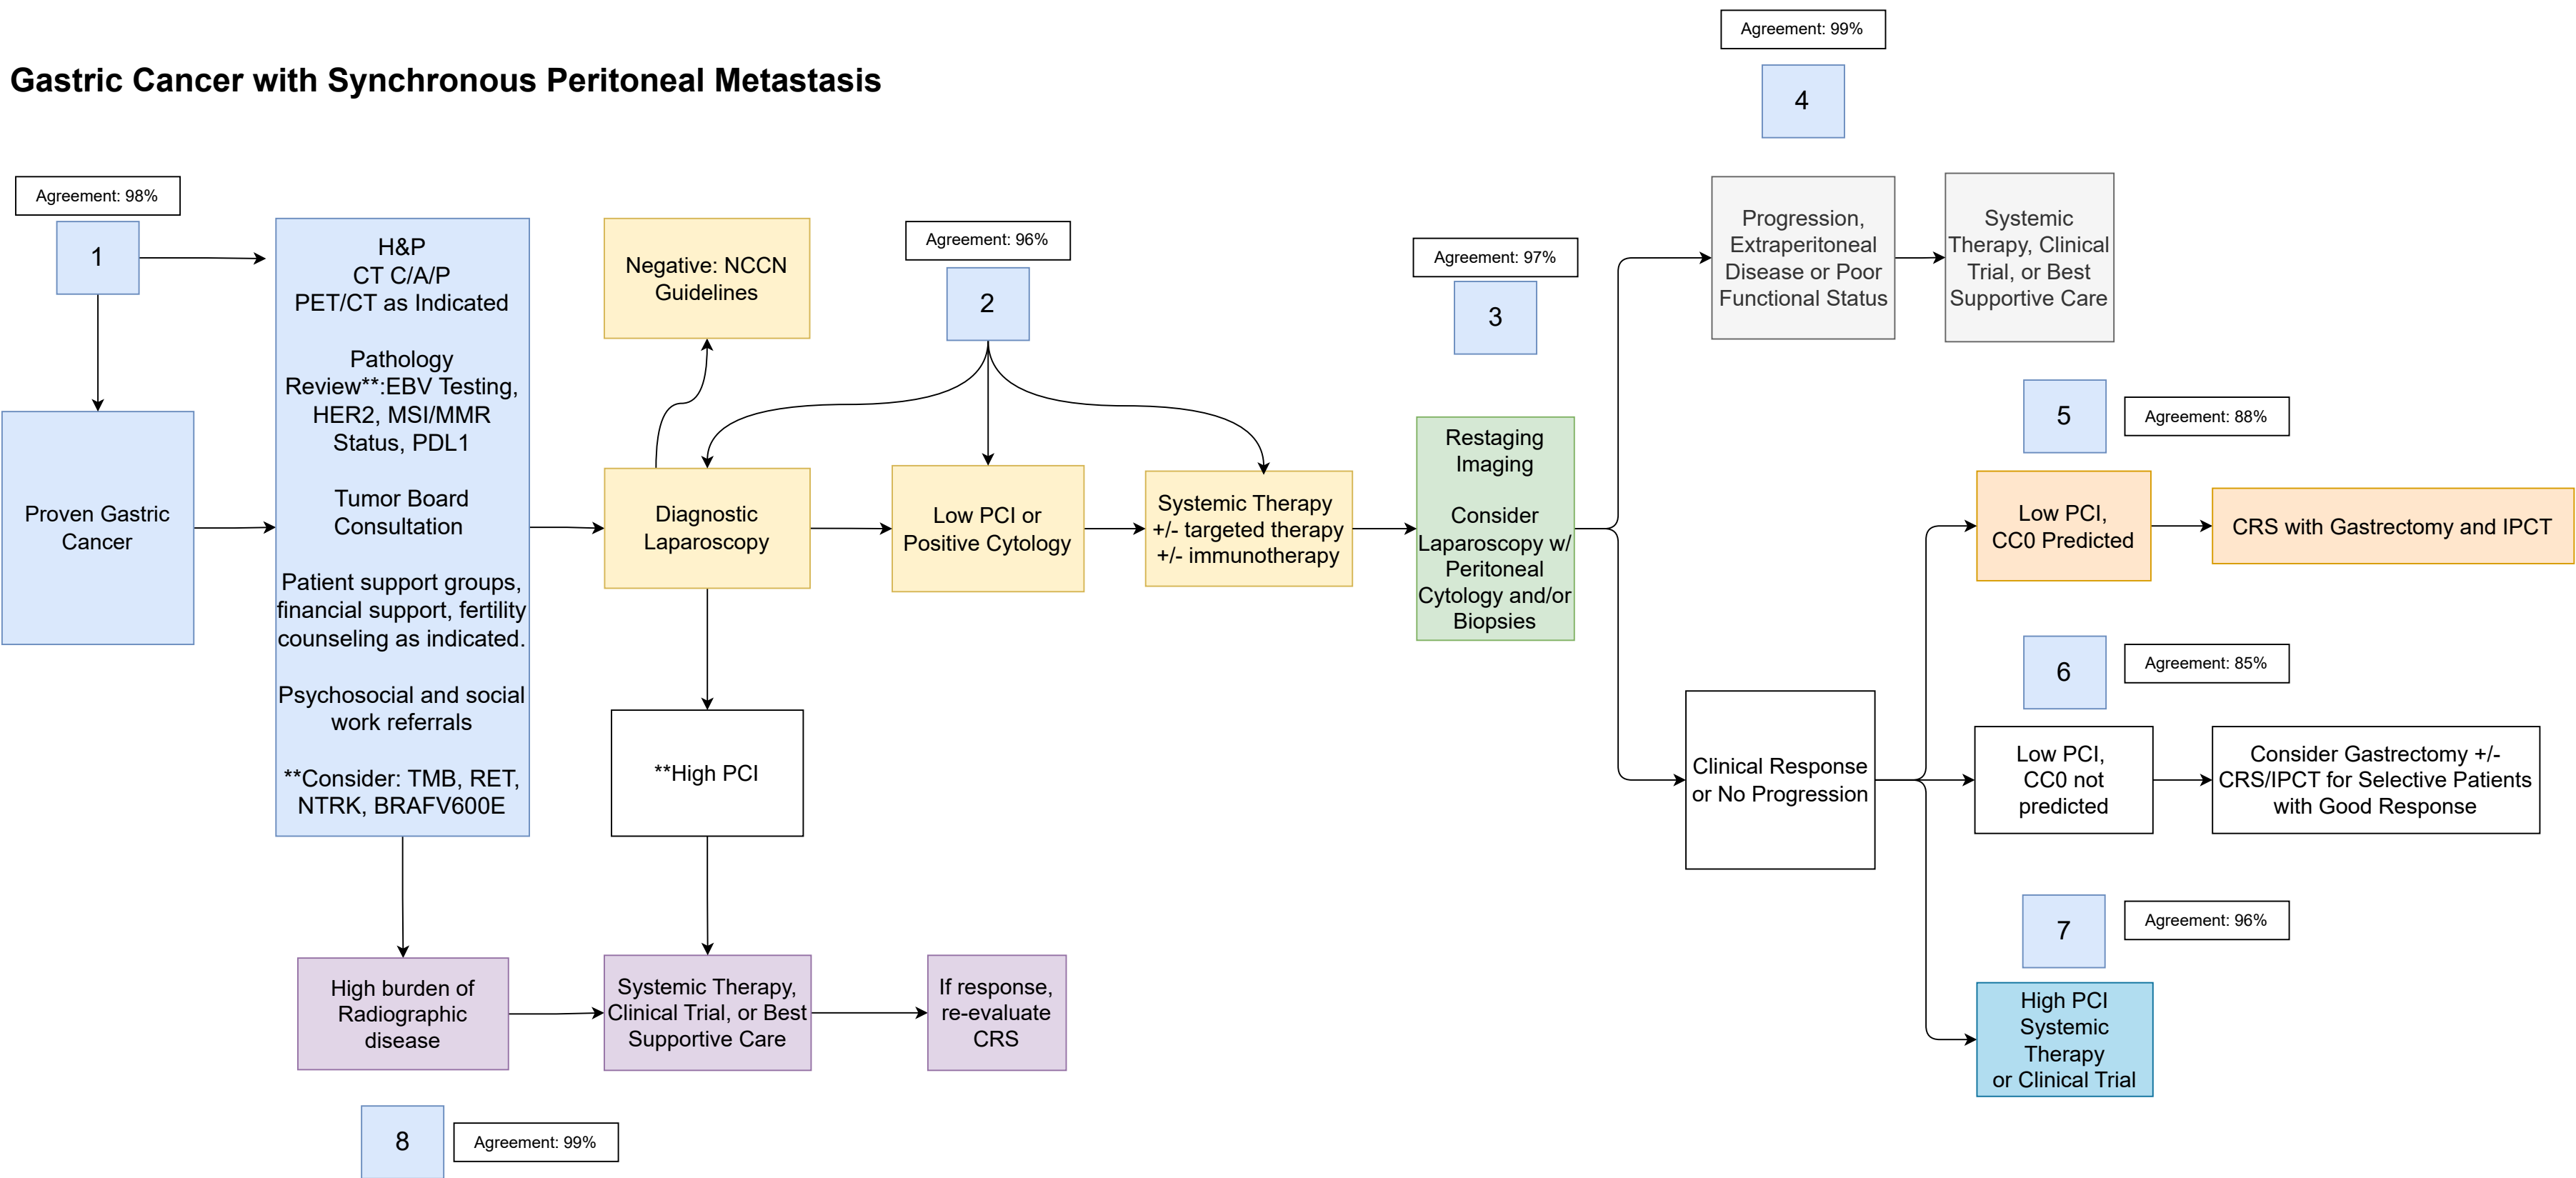 Gastric Cancer with Synchronous Peritoneal Metastasis
Agreement: 98%
1
Proven Gastric
Cancer
H&P
CT C/A/P
PET/CT as Indicated
Pathology
Review**:EBV Testing,
HER2, MSI/MMR
Status, PDL1
Tumor Board
Consultation
Patient support groups,
financial support, fertility
counseling as indicated.
Psychosocial and social
work referrals
**Consider: TMB, RET,
NTRK, BRAFV600E
Negative: NCCN
Guidelines
Diagnostic
Laparoscopy
**High PCI
Agreement: 96%
2
Low PCI or
Positive Cytology
Systemic Therapy
+/- targeted therapy
+/- immunotherapy
Agreement: 97%
3
Restaging
Imaging
Consider
Laparoscopy w/
Peritoneal
Cytology and/or
Biopsies
Agreement: 99%
4
Progression,
Extraperitoneal
Disease or Poor
Functional Status
Systemic
Therapy, Clinical
Trial, or Best
Supportive Care
Clinical Response
or No Progression
5
Agreement: 88%
Low PCI,
CC0 Predicted
CRS with Gastrectomy and IPCT
6
Agreement: 85%
Low PCI,
CC0 not
predicted
Consider Gastrectomy +/-
CRS/IPCT for Selective Patients
with Good Response
7
Agreement: 96%
High PCI
Systemic
Therapy
or Clinical Trial
High burden of
Radiographic
disease
Systemic Therapy,
Clinical Trial, or Best
Supportive Care
If response,
re-evaluate
CRS
8
Agreement: 99%